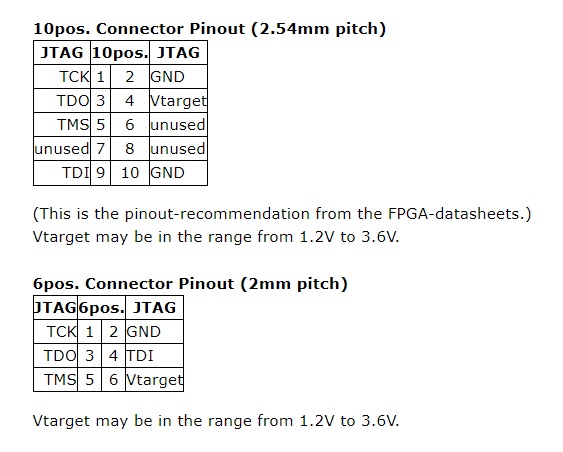 10pos. Connector Pinout (2.54mm pitch)
JTAG 10pos. JTAG
TCK 1 2 GND
TDO 3 4 Vtarget
TMS 5 6 unused
unused 7 8 unused
TDI 9 10 GND
(This is the pinout-recommendation from the FPGA-datasheets.)
Vtarget may be in the range from 1.2V to 3.6V.
6pos. Connector Pinout (2mm pitch)
JTAG 6pos. JTAG
TCK 1 2 GND
TDO 3 4 TDI
TMS 5 6 Vtarget
Vtarget may be in the range from 1.2V to 3.6V.